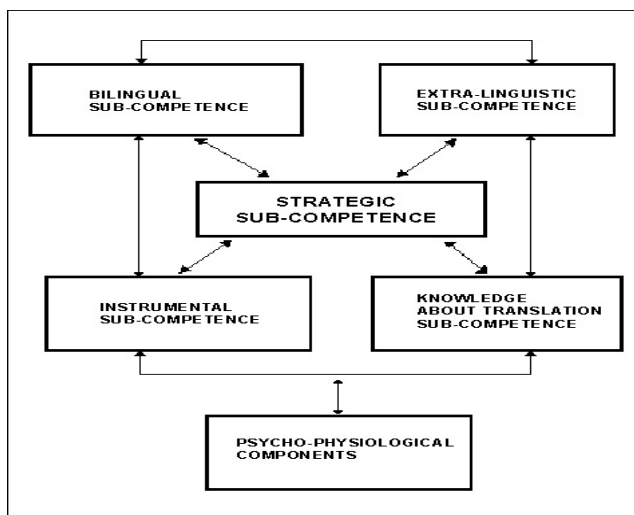 BILINGUAL
SUB-COMPETENCE
EXTRA-LINGUISTIC
SUB-COMPETENCE
STRATEGIC
SUB-COMPETENCE
INSTRUMENTAL
SUB-COMPETENCE
KNOWLEDGE
ABOUT TRANSLATION
SUB-COMPETENCE
PSYCHO-PHYSIOLOGICAL
COMPONENTS